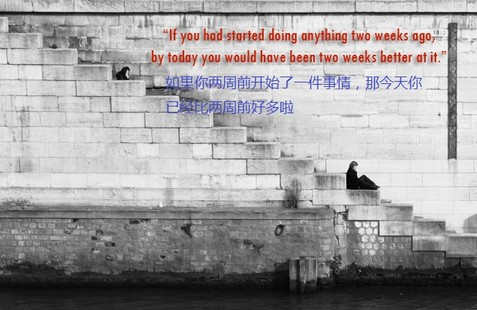 “If you had started doing anything two weeks ago,
by today you would have been two weeks better at it.”
如果你两周前开始了一件事情，那今天你
已经比两周前好多啦